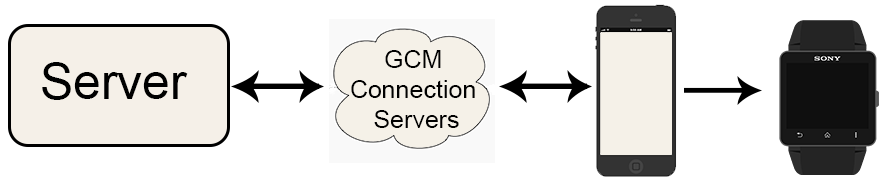 Server
GCM
Connection
Servers
SONY